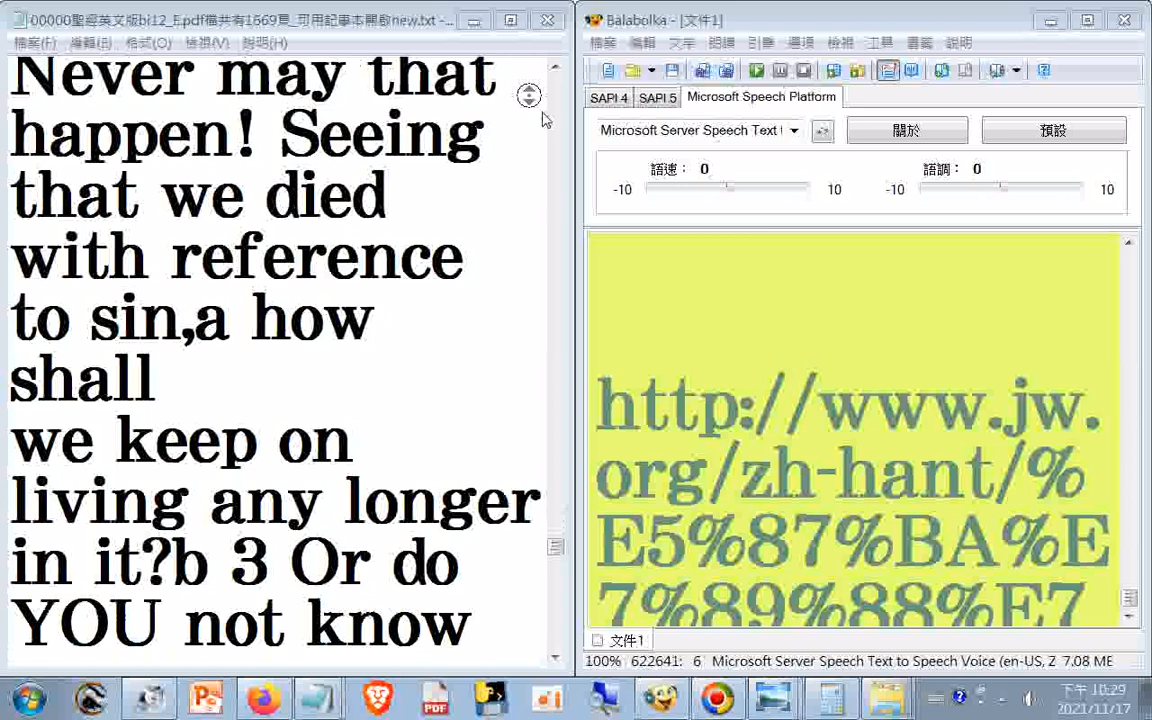 00000聖經英文版bi12_E.pdf檔共有1669頁_可用記事本開啟new.txt -...
檔案(F) 編輯(E) 格式(O) 檢視(V) 說明(H)
Never may that
happen! Seeing
that we died
with reference
to sin,a how
shall
we keep on
living any longer
in it?b 3 Or do
YOU not know
Balabolka - [文件1]
檔案 編輯 文字 朗讀 引擎 選項 檢視 工具 書籤 說明
SAPI 4 SAPI 5 Microsoft Speech Platform
Microsoft Server Speech Text 關於 預設
語速: 0 語調: 0
-10 10 -10 10
http://www.jw.
org/zh-hant/%
E5%87%BA%E
7%89%88%E7
文件1
100% 622641: 6 Microsoft Server Speech Text to Speech Voice (en-US, Z 7.08 ME
PDF
下午 10:29
2021/11/17